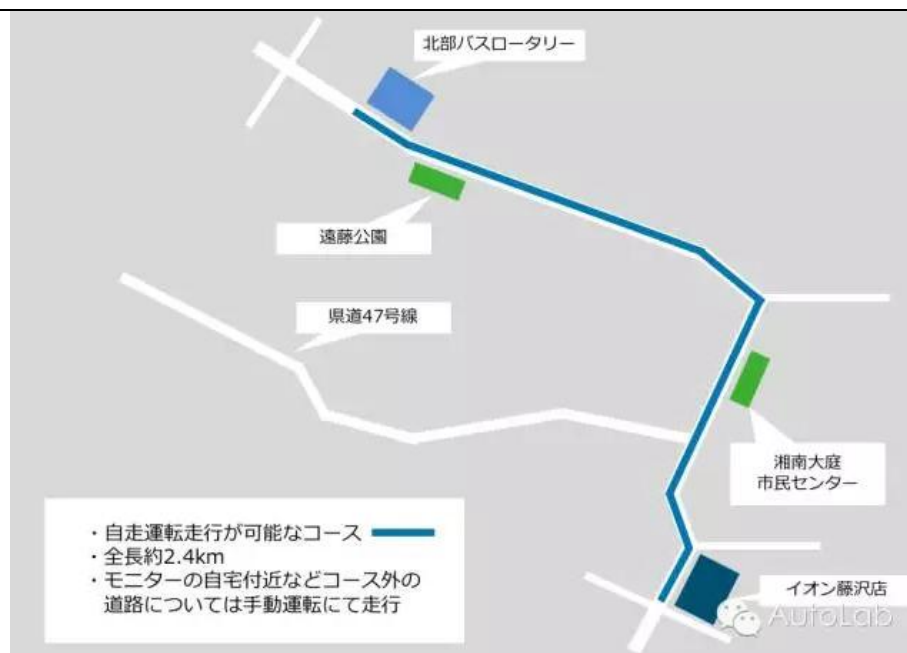 北部バスロータリー
遠藤公園
県道47号線
湘南大庭
市民センター
・自走運転走行が可能なコース
・全長約2.4km
・モニターの自宅付近などコース外の
道路については手動運転にて走行
イオン藤沢店
AutoLab